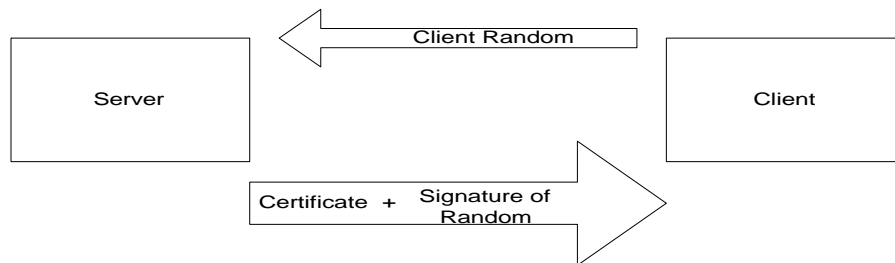 Client Random
Server
Client
Certificate + Signature of
Random